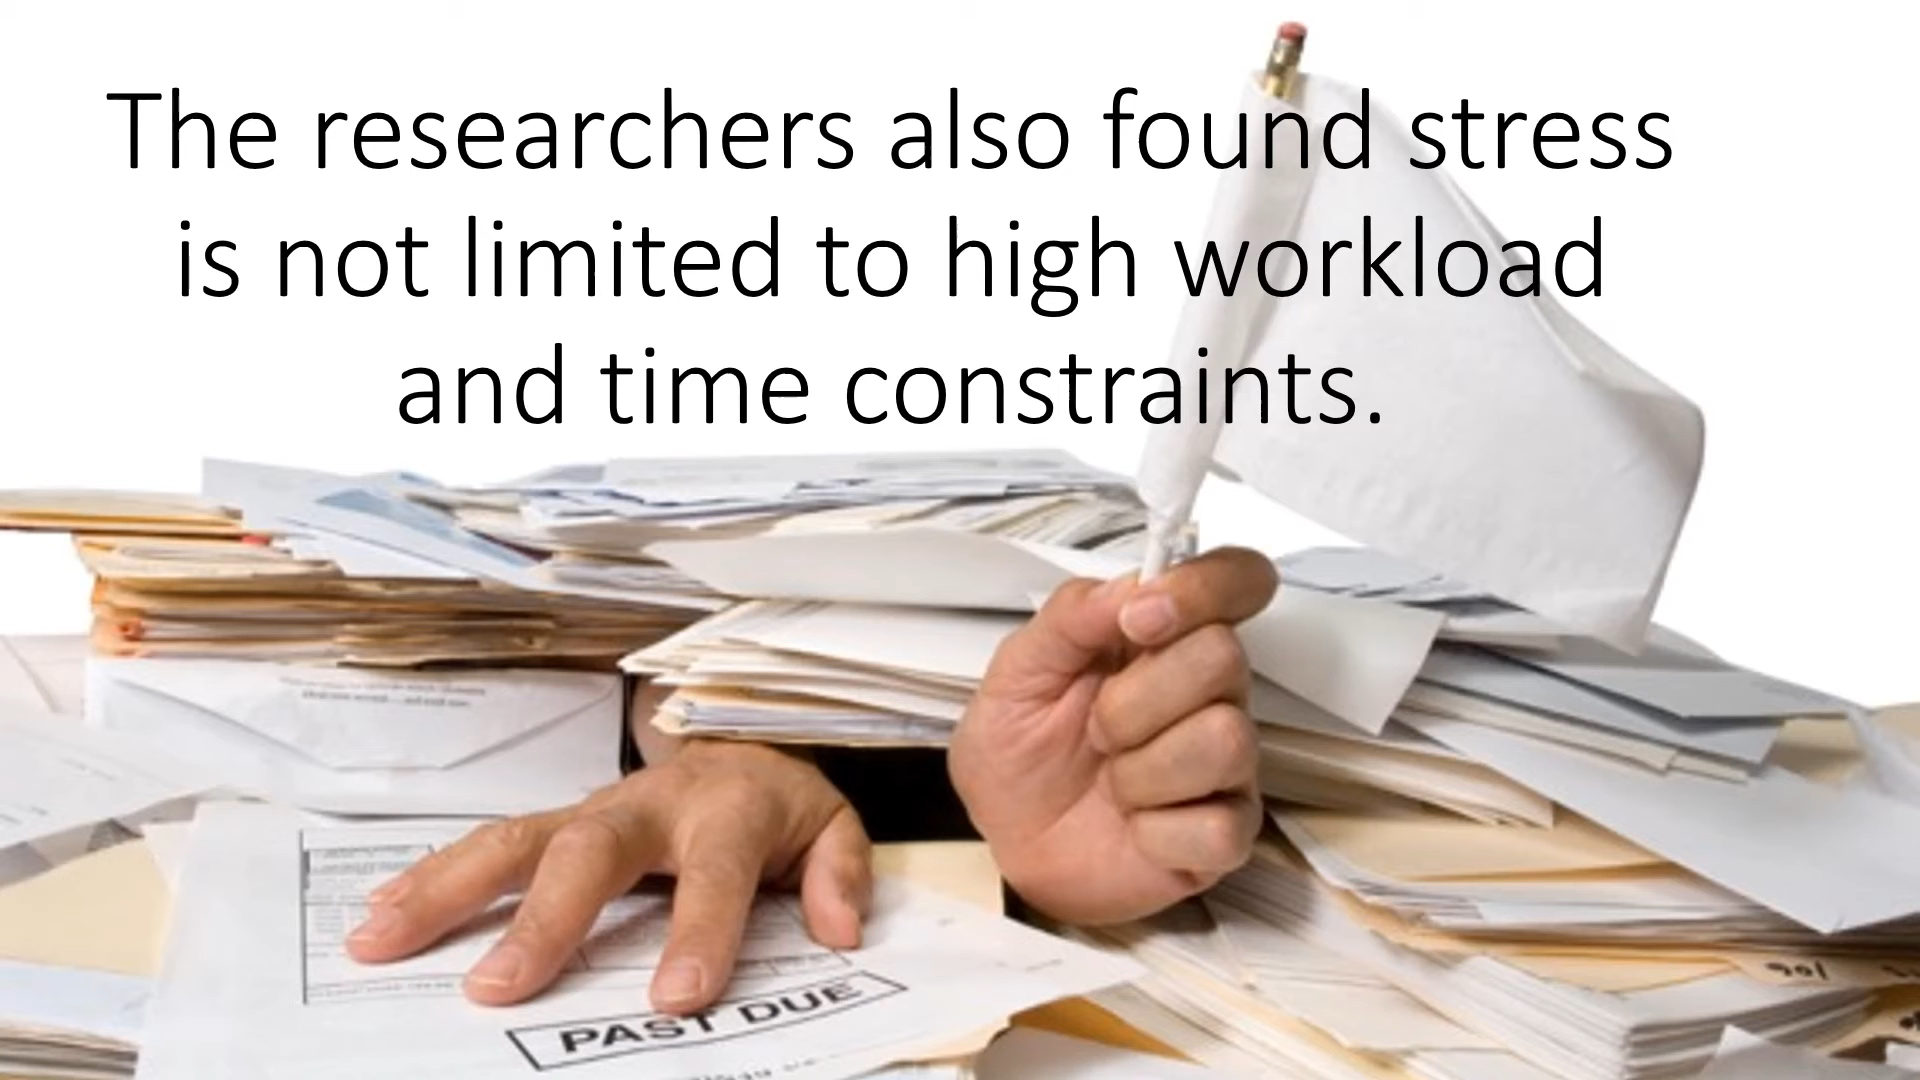 The researchers also found stress
is not limited to high workload
and time constraints.
PAST DUE